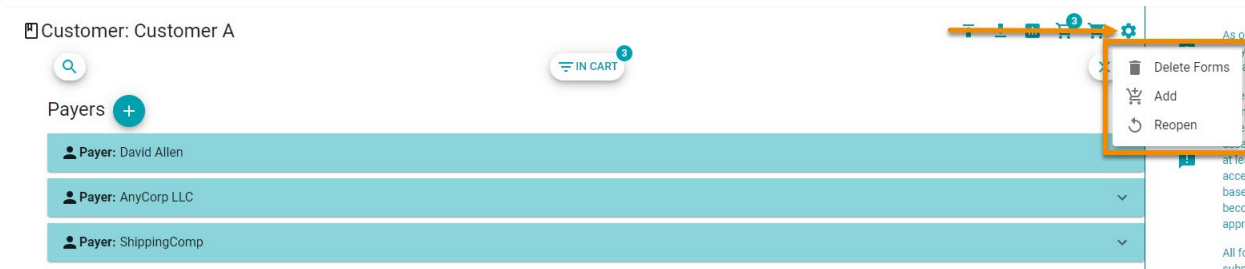 Customer: Customer A
3
IN CART
3
Payers
Payer: David Allen
Payer: AnyCorp LLC
Payer: ShippingComp
Delete Forms
Add
Reopen
As o
at le
acce
base
beco
appr
All fo